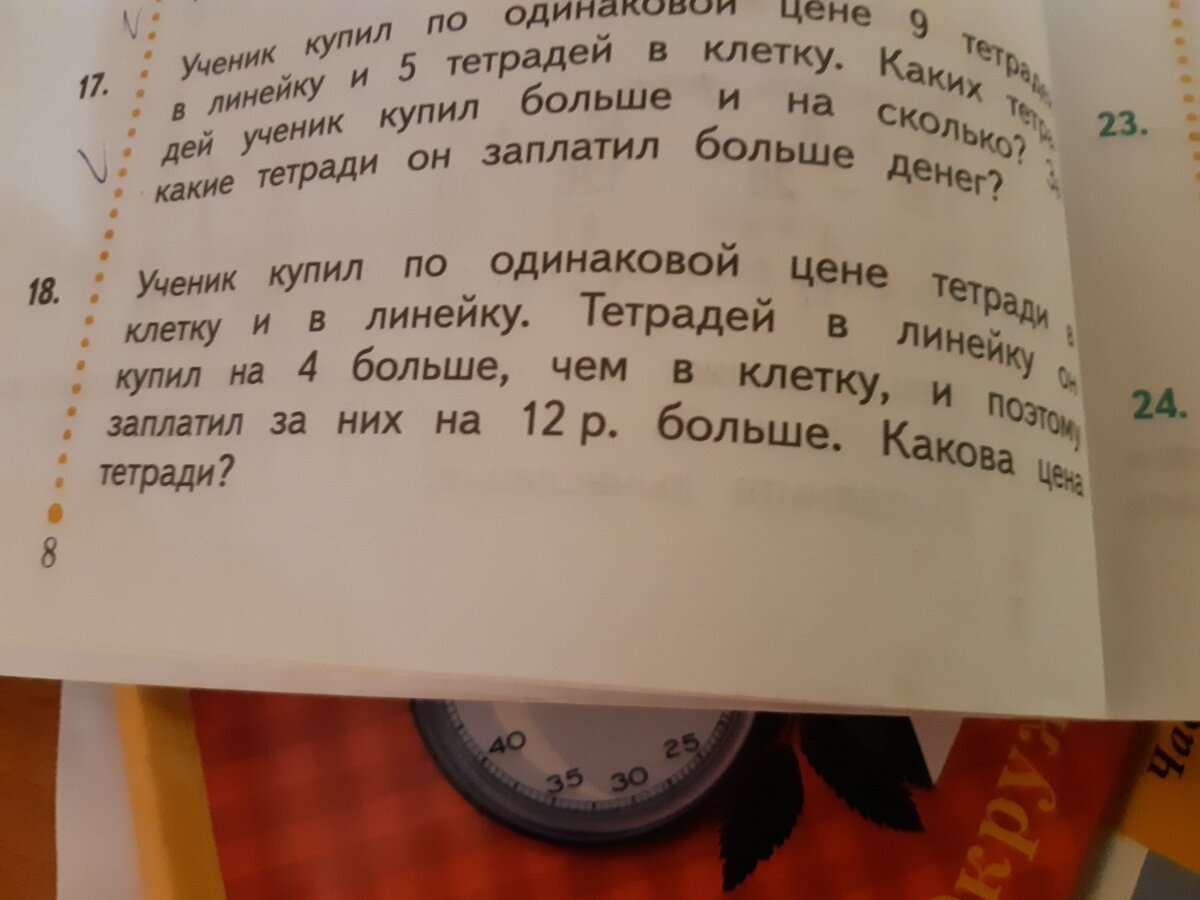 17. Ученик купил по одинаковой цене 9 тетрадей
в линейку и 5 тетрадей в клетку. Каких тетра
дей ученик купил больше и на сколько? За
какие тетради он заплатил больше денег?
18. Ученик купил по одинаковой цене тетради в
клетку и в линейку. Тетрадей в линейку он
купил на 4 больше, чем в клетку, и поэтому
заплатил за них на 12 р. больше. Какова цена
тетради?
8
23.
24.
40
35
30
25